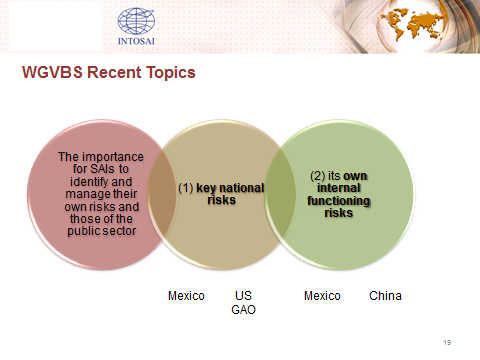 INTOSAI
WGVBS Recent Topics
The importance
for SAIs to
identify and
manage their
own risks and
those of the
public sector
(1) key national
risks
(2) its own
internal
functioning
risks
Mexico
US
GAO
Mexico
China
19